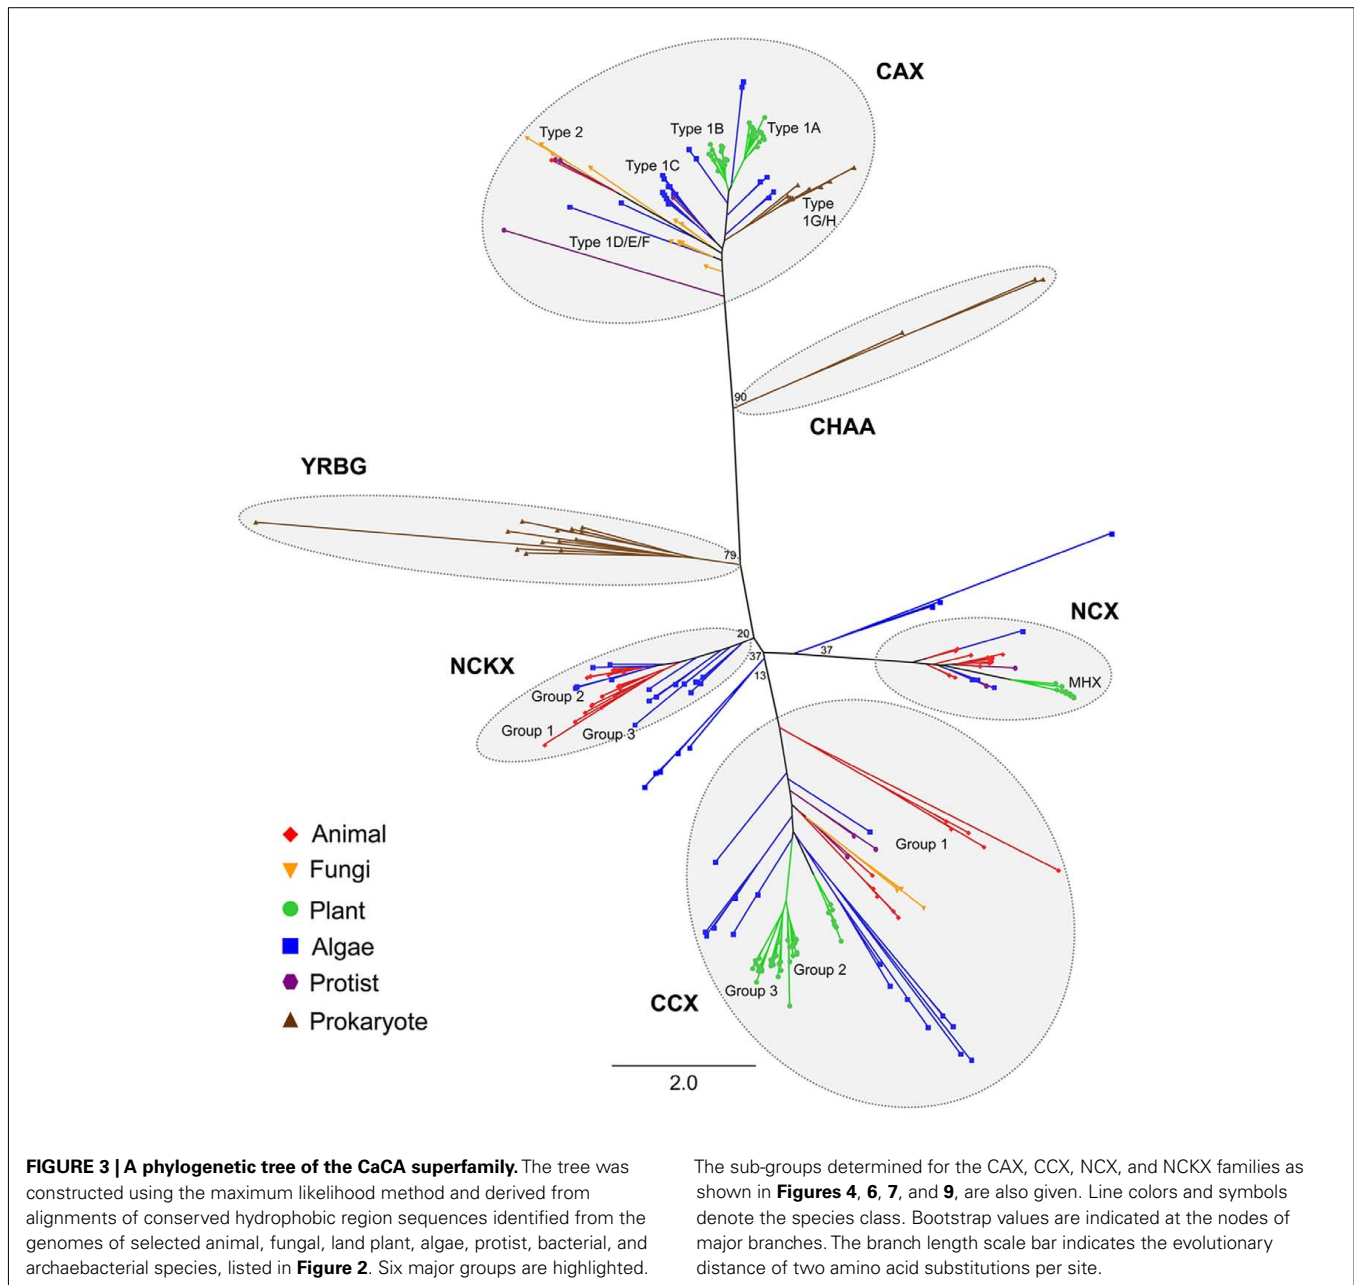 CAX
Type 2
Type 1B
Type 1A
Type 1C
Type
1G/H
Type 1D/E/F
90
CHAA
YRBG
79
NCX
20
37
37
13
NCKX
MHX
Group 2
Group 1
Group 3
Animal
Fungi
Plant
Algae
Protist
Prokaryote
Group 1
Group 2
Group 3
CCX
2.0
FIGURE 3 | A phylogenetic tree of the CaCA superfamily. The tree was
constructed using the maximum likelihood method and derived from
alignments of conserved hydrophobic region sequences identified from the
genomes of selected animal, fungal, land plant, algae, protist, bacterial, and
archaebacterial species, listed in Figure 2. Six major groups are highlighted.
The sub-groups determined for the CAX, CCX, NCX, and NCKX families as
shown in Figures 4, 6, 7, and 9, are also given. Line colors and symbols
denote the species class. Bootstrap values are indicated at the nodes of
major branches. The branch length scale bar indicates the evolutionary
distance of two amino acid substitutions per site.